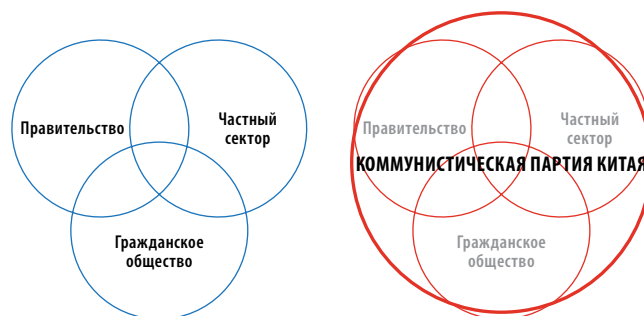 Правительство
Частный
сектор
Гражданское
общество
Правительство
Частный
сектор
КОММУНИСТИЧЕСКАЯ ПАРТИЯ КИТАЯ
Гражданское
общество